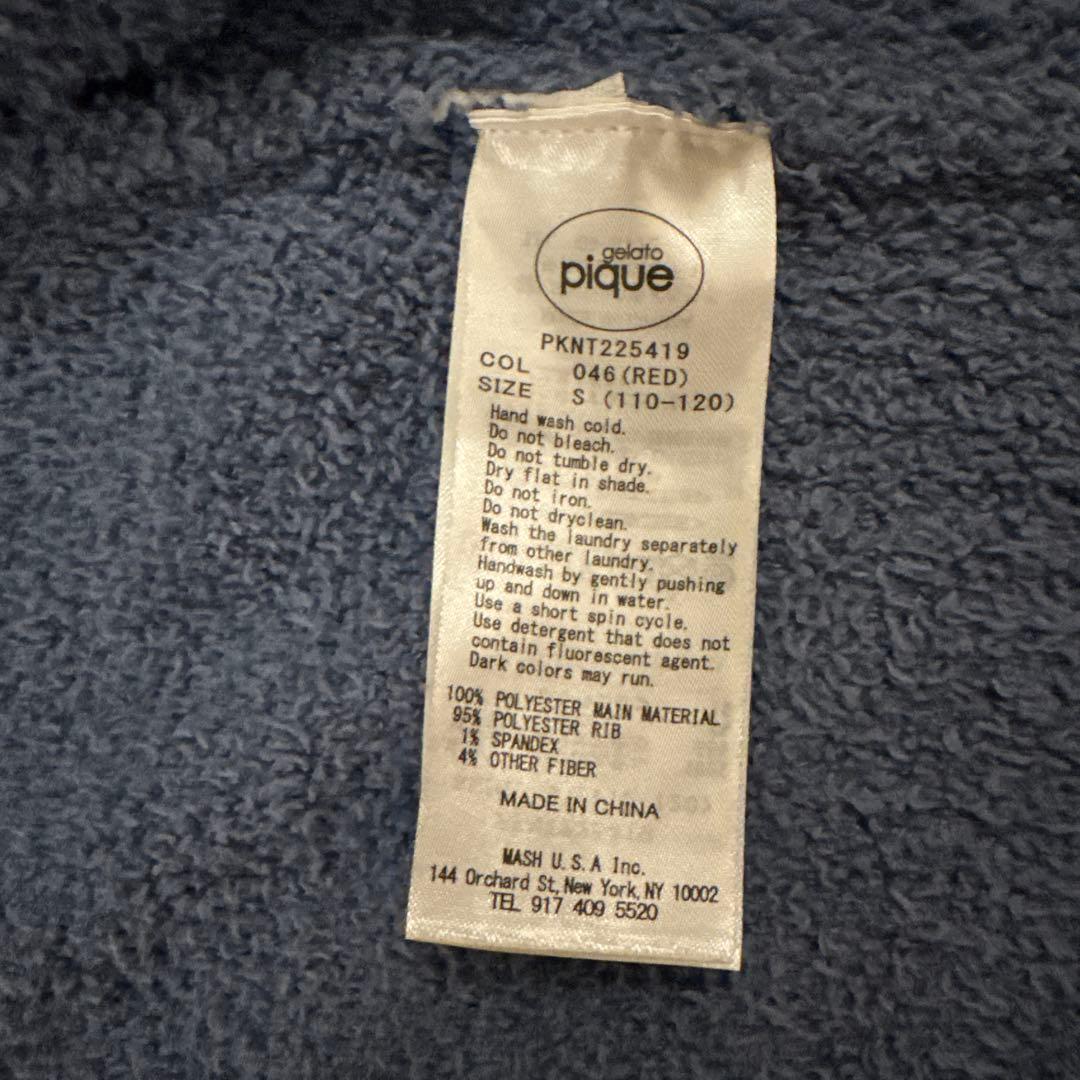 gelato
pique
PKNT225419
COL 046(RED)
SIZE S (110-120)
Hand wash cold.
Do not bleach.
Do not tumble dry.
Dry flat in shade.
Do not iron.
Do not dryclean.
Wash the laundry separately
from other laundry.
Handwash by gently pushing
up and down in water.
Use a short spin cycle.
Use detergent that does not
contain fluorescent agent.
Dark colors may run.
100% POLYESTER MAIN MATERIAL
95% POLYESTER RIB
1% SPANDEX
4% OTHER FIBER
MADE IN CHINA
MASH U.S.A Inc.
144 Orchard St, New York, NY 10002
TEL 917 409 5520